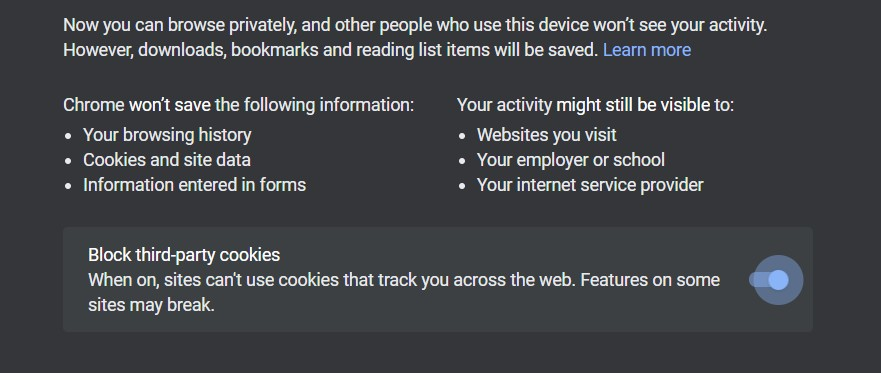 Now you can browse privately, and other people who use this device won’t see your activity.
However, downloads, bookmarks and reading list items will be saved. Learn more
Chrome won’t save the following information:
• Your browsing history
• Cookies and site data
• Information entered in forms
Your activity might still be visible to:
• Websites you visit
• Your employer or school
• Your internet service provider
Block third-party cookies
When on, sites can't use cookies that track you across the web. Features on some
sites may break.